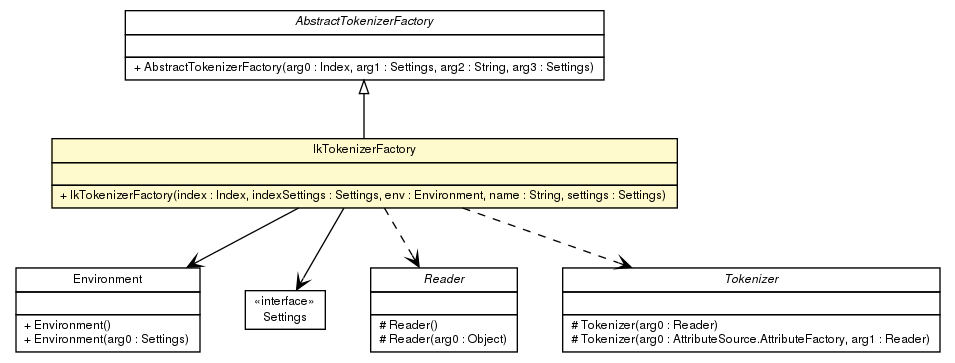 AbstractTokenizerFactory
+ AbstractTokenizerFactory(arg0 : Index, arg1 : Settings, arg2 : String, arg3 : Settings)
IkTokenizerFactory
+ IkTokenizerFactory(index : Index, indexSettings : Settings, env : Environment, name : String, settings : Settings)
Environment
+ Environment()
+ Environment(arg0 : Settings)
«interface»
Settings
Reader
# Reader()
# Reader(arg0 : Object)
Tokenizer
# Tokenizer(arg0 : Reader)
# Tokenizer(arg0 : AttributeSource.AttributeFactory, arg1 : Reader)